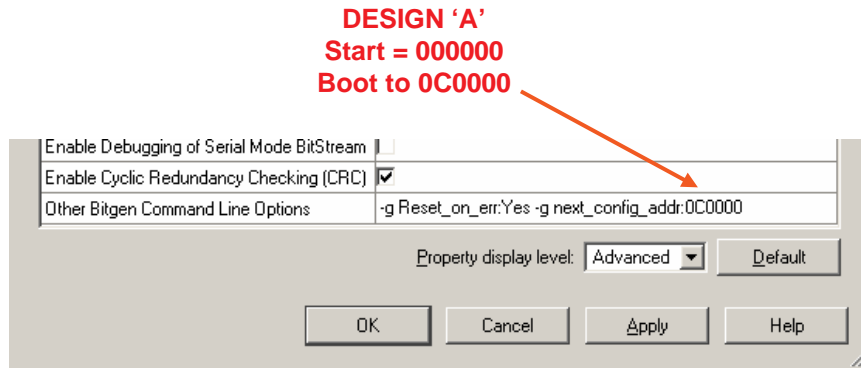 DESIGN ‘A’
Start = 000000
Boot to 0C0000
Enable Debugging of Serial Mode BitStream
Enable Cyclic Redundancy Checking (CRC)
Other Bitgen Command Line Options -g Reset_on_err:Yes -g next_config_addr:0C0000
Property display level: Advanced Default
OK Cancel Apply Help